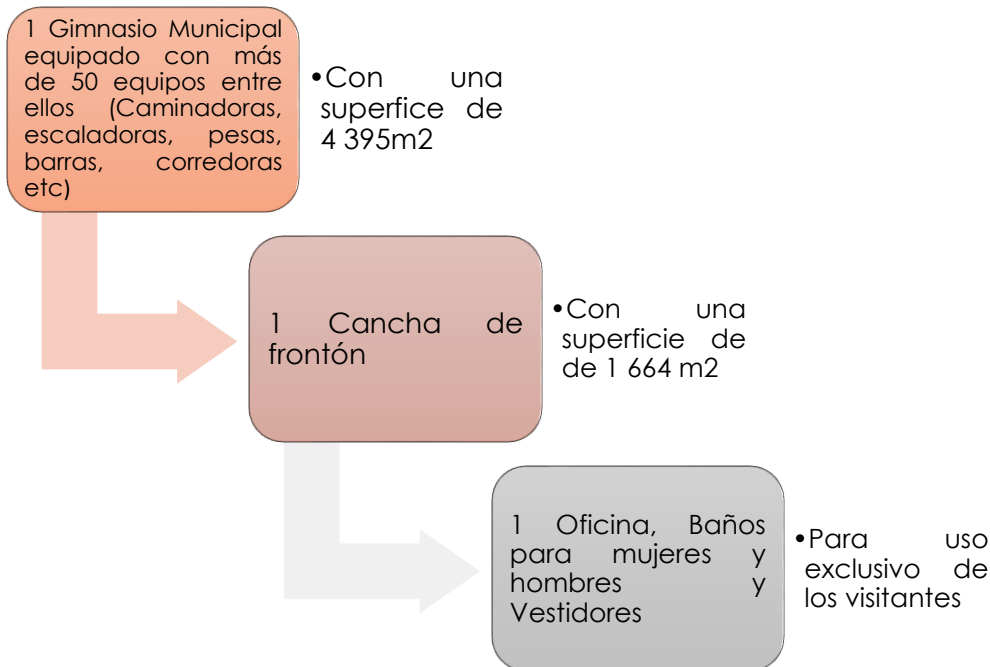 1 Gimnasio Municipal
equipado con más
de 50 equipos entre
ellos (Caminadoras,
escaladoras, pesas,
barras, corredoras
etc)
•Con una
superfice de
4 395m2
1 Cancha de
frontón
•Con una
superficie de
de 1 664 m2
1 Oficina, Baños
para mujeres y
hombres y
Vestidores
•Para uso
exclusivo de
los visitantes